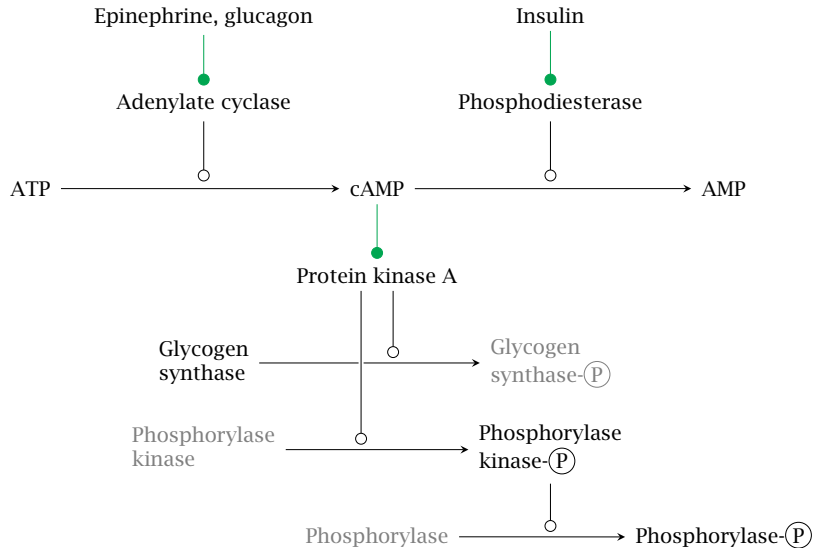 Epinephrine, glucagon
Insulin
Adenylate cyclase
Phosphodiesterase
ATP
cAMP
AMP
Protein kinase A
Glycogen
synthase
Glycogen
synthase-P
Phosphorylase
kinase
Phosphorylase
kinase-P
Phosphorylase
Phosphorylase-P